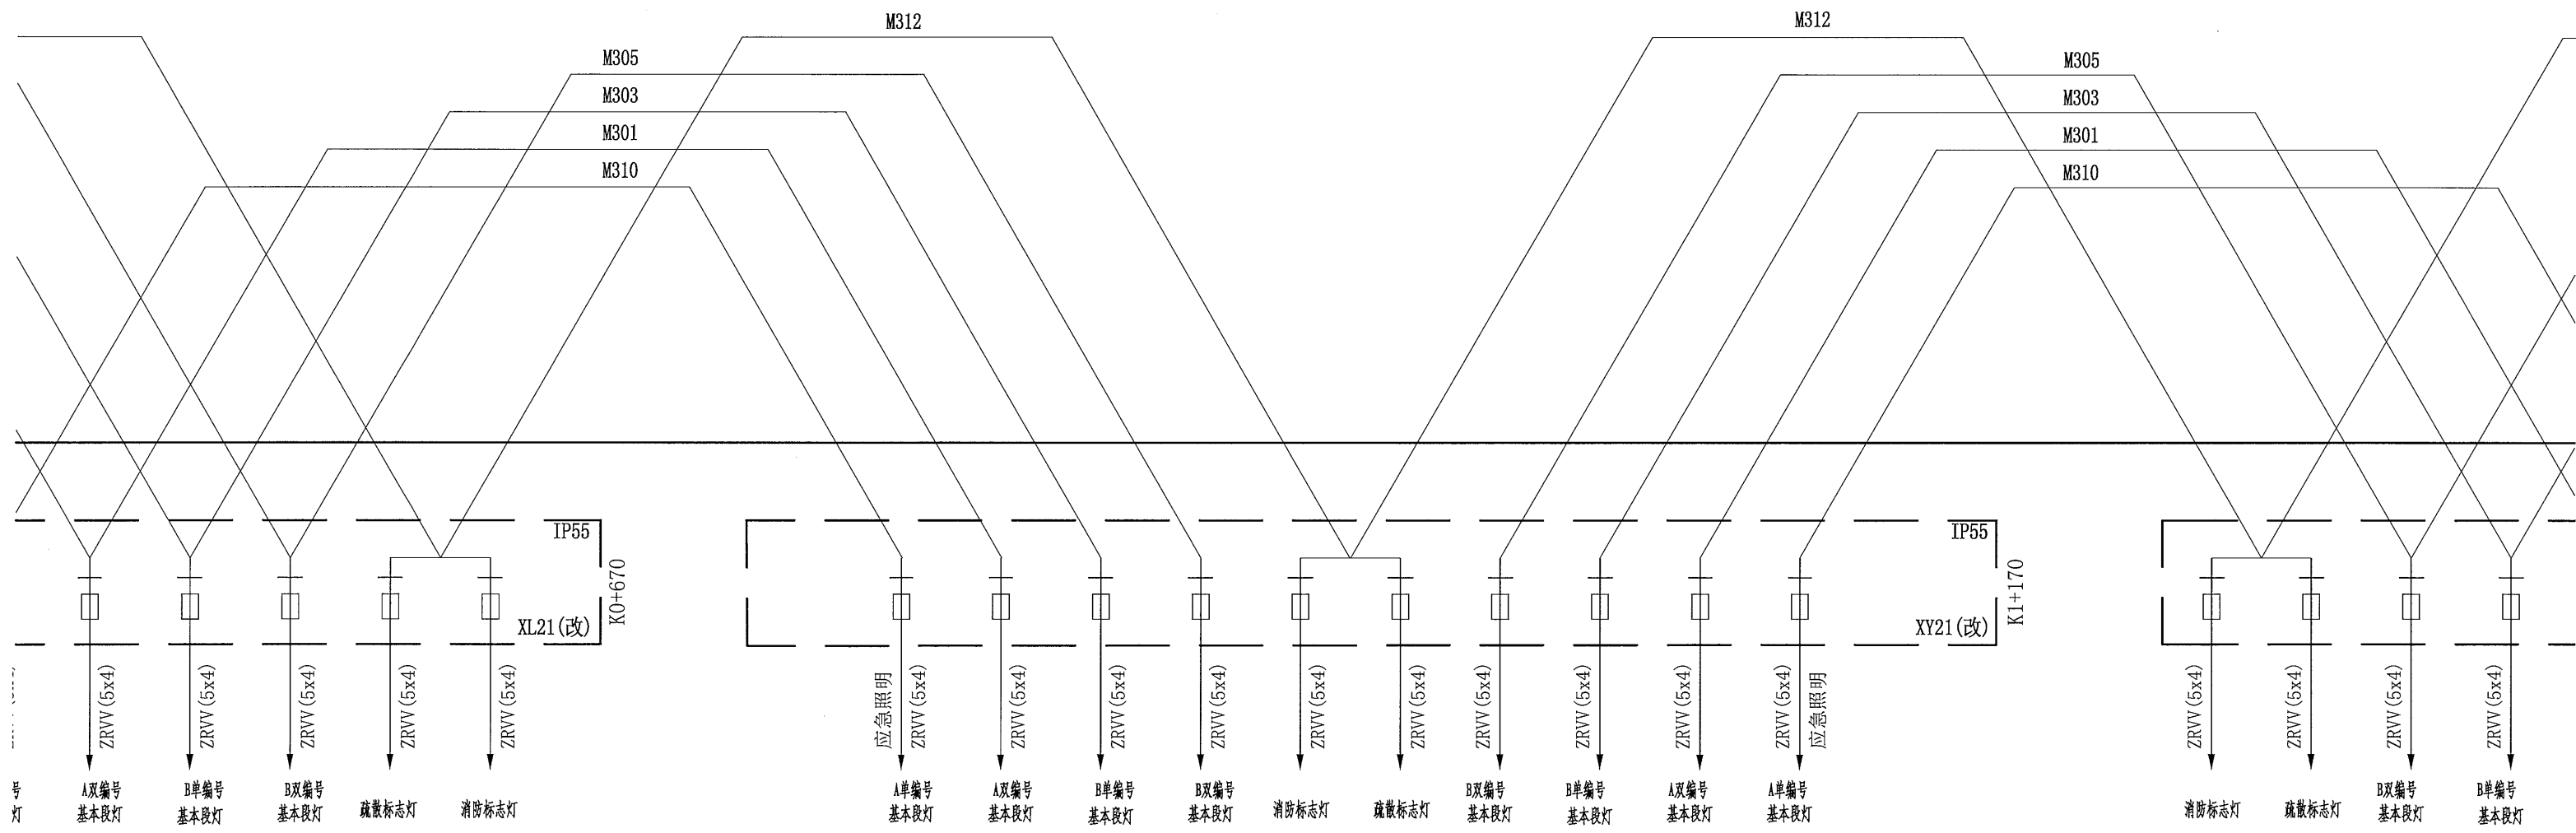 M312
M312
M305
M305
M303
M303
M301
M301
M310
M310
IP55
XL21(改)
K0+670
IP55
XY21(改)
K1+170
ZRVV(5x4)
ZRVV(5x4)
ZRVV(5x4)
ZRVV(5x4)
ZRVV(5x4)
应急照明
ZRVV(5x4)
ZRVV(5x4)
ZRVV(5x4)
ZRVV(5x4)
ZRVV(5x4)
ZRVV(5x4)
ZRVV(5x4)
ZRVV(5x4)
ZRVV(5x4)
ZRVV(5x4)
应急照明
ZRVV(5x4)
ZRVV(5x4)
ZRVV(5x4)
ZRVV(5x4)
号
灯
A双编号
基本段灯
B单编号
基本段灯
B双编号
基本段灯
疏散标志灯
消防标志灯
A单编号
基本段灯
A双编号
基本段灯
B单编号
基本段灯
B双编号
基本段灯
消防标志灯
疏散标志灯
B双编号
基本段灯
B单编号
基本段灯
A双编号
基本段灯
A单编号
基本段灯
消防标志灯
疏散标志灯
B双编号
基本段灯
B单编号
基本段灯